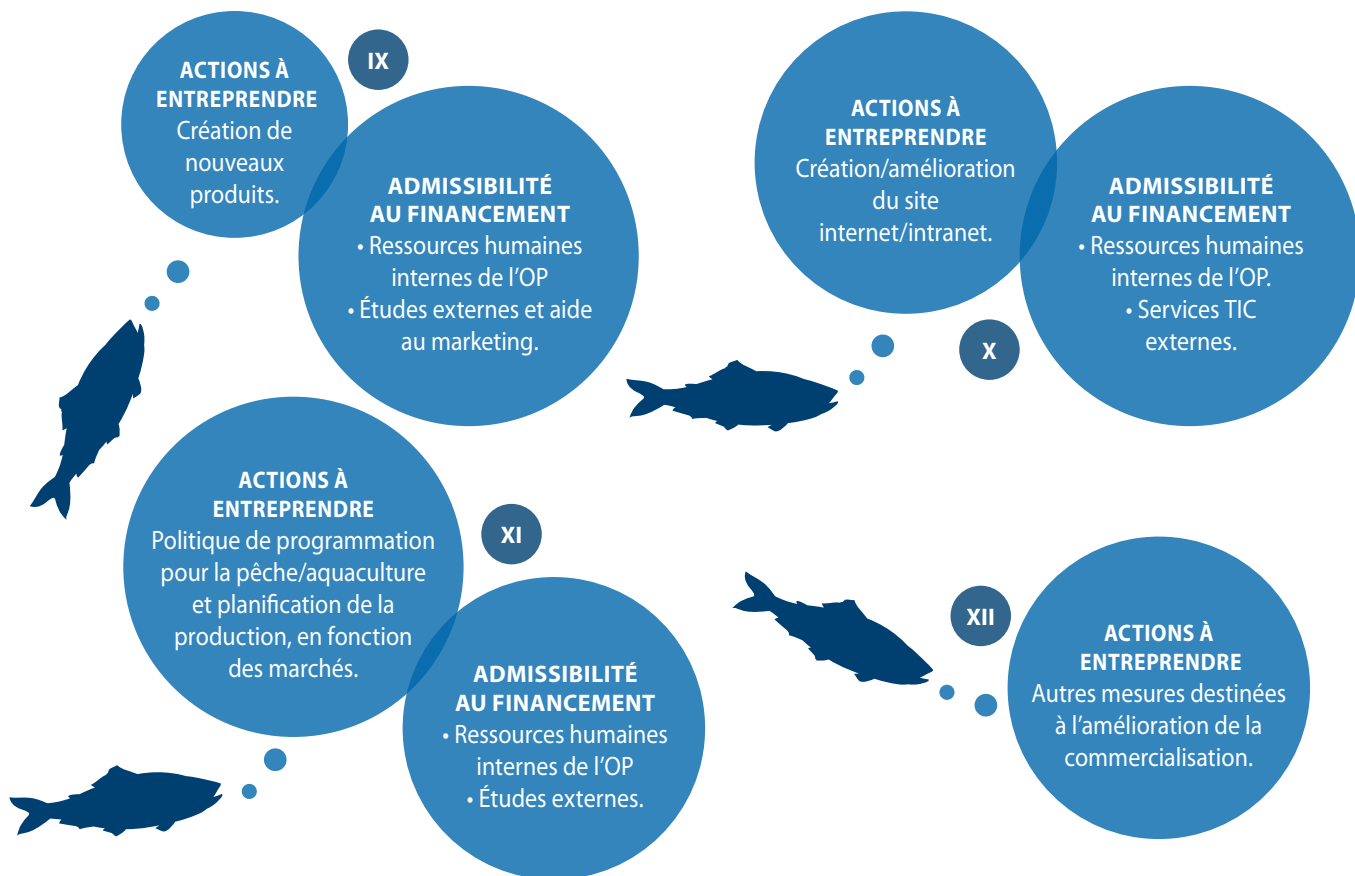 IX
ACTIONS À
ENTREPRENDRE
Création de
nouveaux
produits.
ADMISSIBILITÉ
AU FINANCEMENT
• Ressources humaines
internes de l’OP
• Études externes et aide
au marketing.
ACTIONS À
ENTREPRENDRE
Création/amélioration
du site
internet/intranet.
ADMISSIBILITÉ
AU FINANCEMENT
• Ressources humaines
internes de l’OP.
• Services TIC
externes.
X
ACTIONS À
ENTREPRENDRE
Politique de programmation
pour la pêche/aquaculture
et planification de la
production, en fonction
des marchés.
XI
ADMISSIBILITÉ
AU FINANCEMENT
• Ressources humaines
internes de l’OP
• Études externes.
XII
ACTIONS À
ENTREPRENDRE
Autres mesures destinées
à l’amélioration de la
commercialisation.